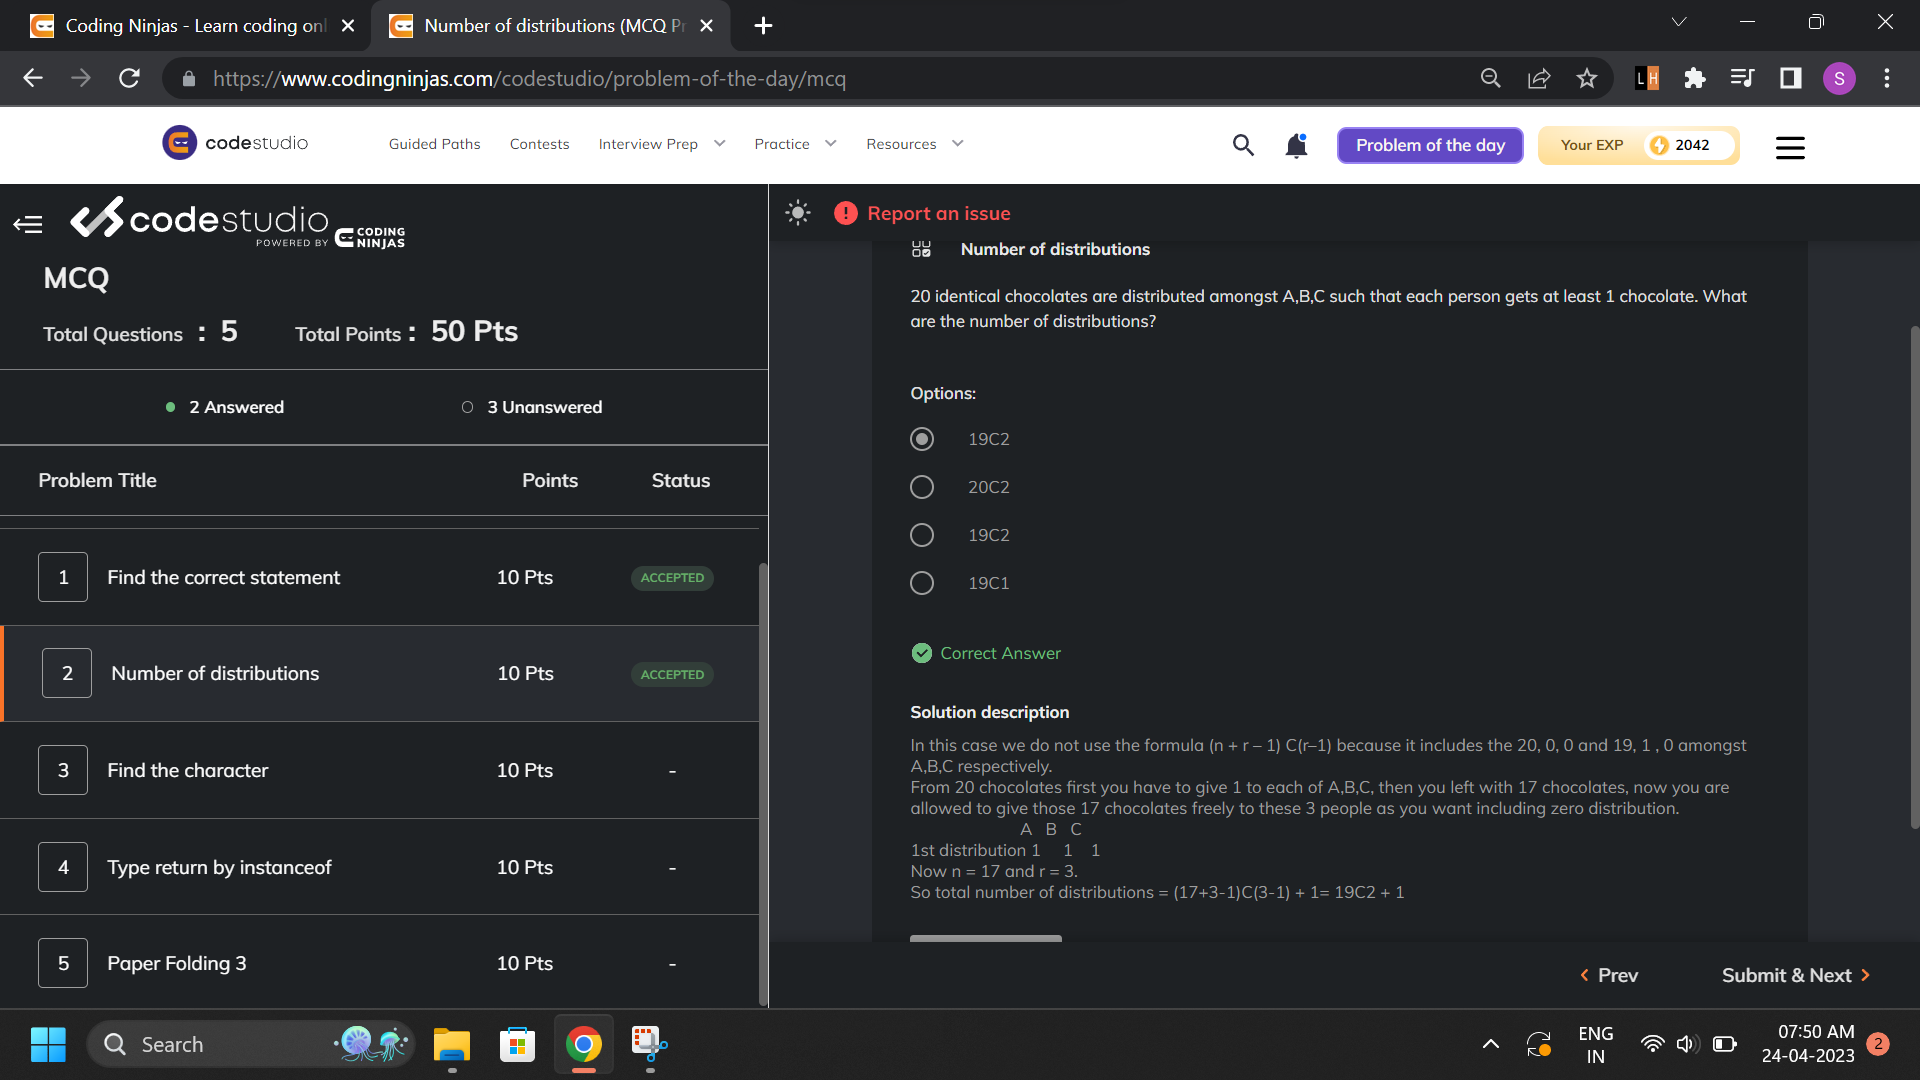 Coding Ninjas - Learn coding onl
Number of distributions (MCQ Pr
https://www.codingninjas.com/codestudio/problem-of-the-day/mcq
LH
S
codestudio
Guided Paths
Contests
Interview Prep
Practice
Resources
Problem of the day
Your EXP
2042
codestudio
POWERED BY
CODING
NINJAS
Report an issue
MCQ
Total Questions : 5
Total Points : 50 Pts
2 Answered
3 Unanswered
Problem Title
Points
Status
1
Find the correct statement
10 Pts
ACCEPTED
2
Number of distributions
10 Pts
ACCEPTED
3
Find the character
10 Pts
-
4
Type return by instanceof
10 Pts
-
5
Paper Folding 3
10 Pts
-
Number of distributions
20 identical chocolates are distributed amongst A,B,C such that each person gets at least 1 chocolate. What
are the number of distributions?
Options:
19C2
20C2
19C2
19C1
Correct Answer
Solution description
In this case we do not use the formula (n + r – 1) C(r–1) because it includes the 20, 0, 0 and 19, 1 , 0 amongst
A,B,C respectively.
From 20 chocolates first you have to give 1 to each of A,B,C, then you left with 17 chocolates, now you are
allowed to give those 17 chocolates freely to these 3 people as you want including zero distribution.
A B C
1st distribution 1 1 1
Now n = 17 and r = 3.
So total number of distributions = (17+3-1)C(3-1) + 1= 19C2 + 1
Prev
Submit & Next
Search
ENG
IN
07:50 AM
24-04-2023
2